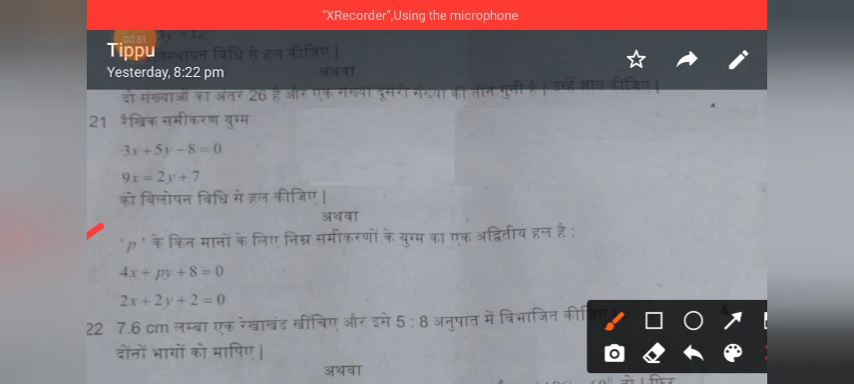 "XRecorder",Using the microphone
02:51
Tippu
Yesterday, 8:22 pm
विधि से हल कीजिए |
अथवा
दो संख्याओं का अंतर 26 है और एक संख्या दूसरी संख्या की तीन गुनी है | उन्हें ज्ञात कीजिए |
21 रैखिक समीकरण युग्म
3x + 5y − 8 = 0
9x = 2y + 7
को विलोपन विधि से हल कीजिए |
अथवा
'p' के किन मानों के लिए निम्न समीकरणों के युग्म का एक अद्वितीय हल है :
4x + py + 8 = 0
2x + 2y + 2 = 0
22 7.6 cm लम्बा एक रेखाखंड खींचिए और इसे 5 : 8 अनुपात में विभाजित
दोंनों भागों को मापिए |
अथवा